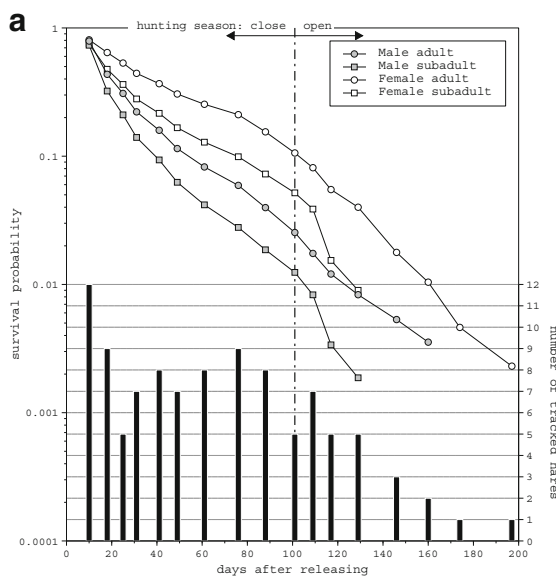 a
hunting season: close open
Male adult
Male subadult
Female adult
Female subadult
survival probability
1
0.1
0.01
0.001
0.0001
12
11
10
9
8
7
6
5
4
3
2
1
0
number of tracked hares
0 20 40 60 80 100 120 140 160 180 200
days after releasing